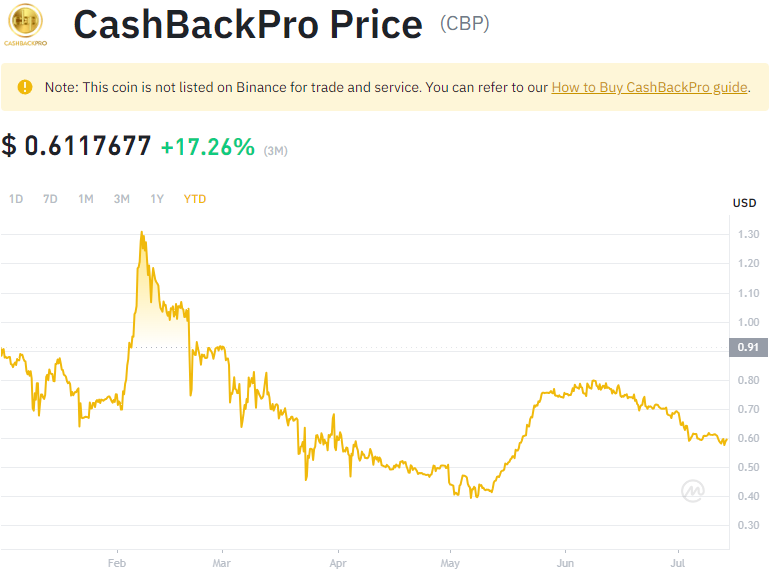 CashBackPro Price (CBP)
CASHBACKPRO
Note: This coin is not listed on Binance for trade and service. You can refer to our How to Buy CashBackPro guide.
$ 0.6117677 +17.26% (3M)
1D 7D 1M 3M 1Y YTD
USD
1.30
1.20
1.10
1.00
0.91
0.80
0.70
0.60
0.50
0.40
0.30
Feb Mar Apr May Jun Jul